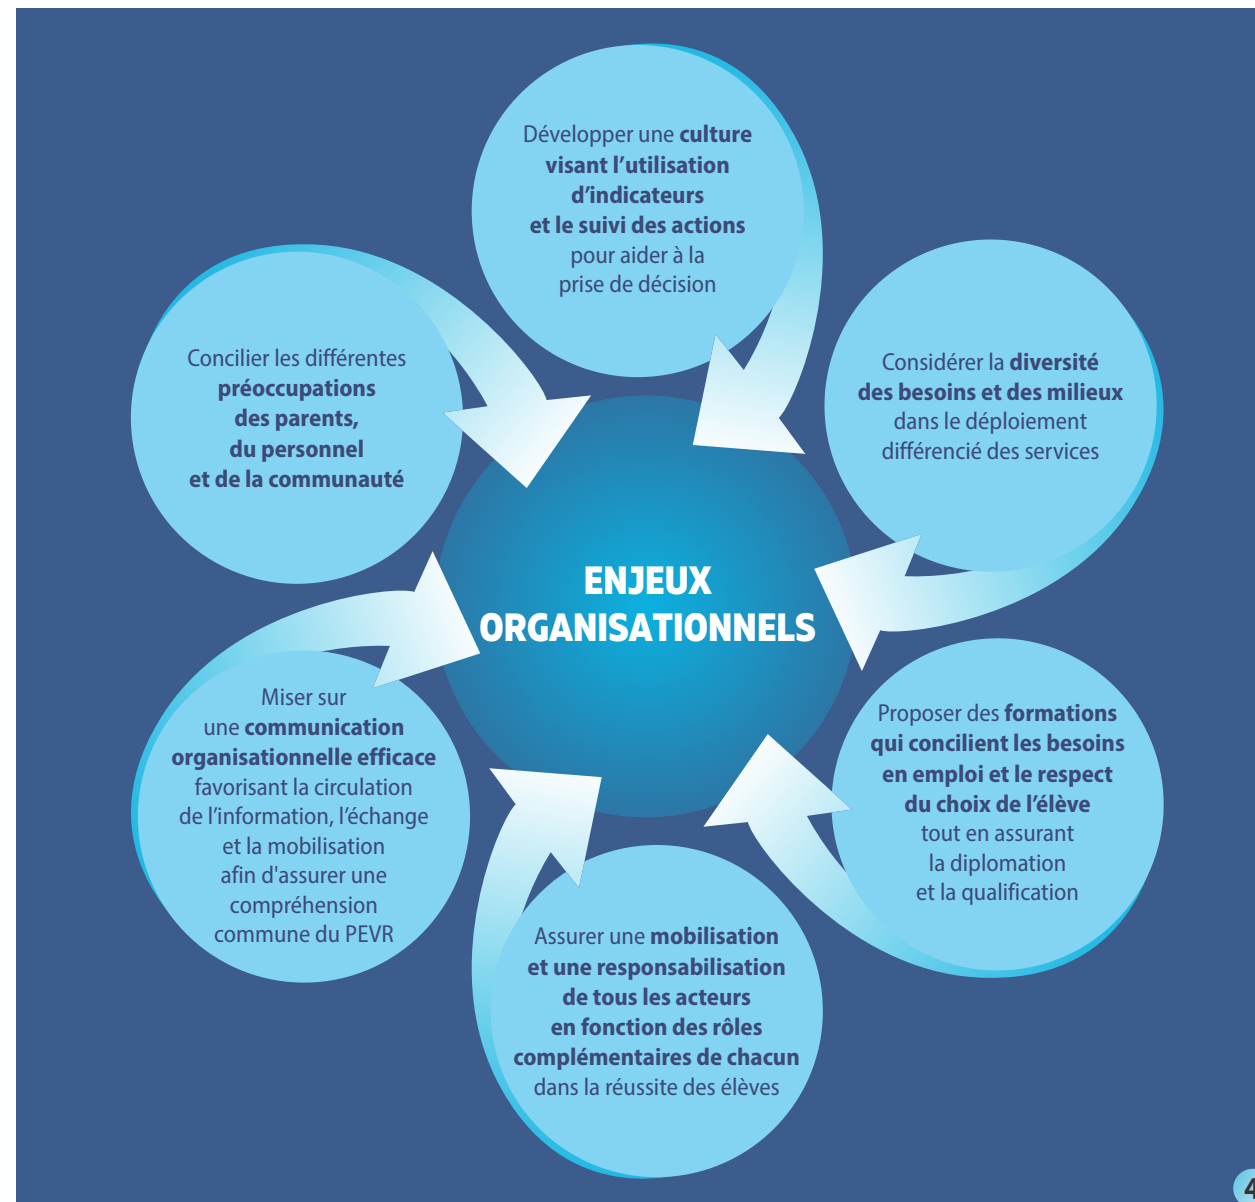 Développer une culture
visant l’utilisation
d’indicateurs
et le suivi des actions
pour aider à la
prise de décision
Concilier les différentes
préoccupations
des parents,
du personnel
et de la communauté
Considérer la diversité
des besoins et des milieux
dans le déploiement
différencié des services
ENJEUX
ORGANISATIONNELS
Miser sur
une communication
organisationnelle efficace
favorisant la circulation
de l’information, l’échange
et la mobilisation
afin d'assurer une
compréhension
commune du PEVR
Proposer des formations
qui concilient les besoins
en emploi et le respect
du choix de l’élève
tout en assurant
la diplomation
et la qualification
Assurer une mobilisation
et une responsabilisation
de tous les acteurs
en fonction des rôles
complémentaires de chacun
dans la réussite des élèves